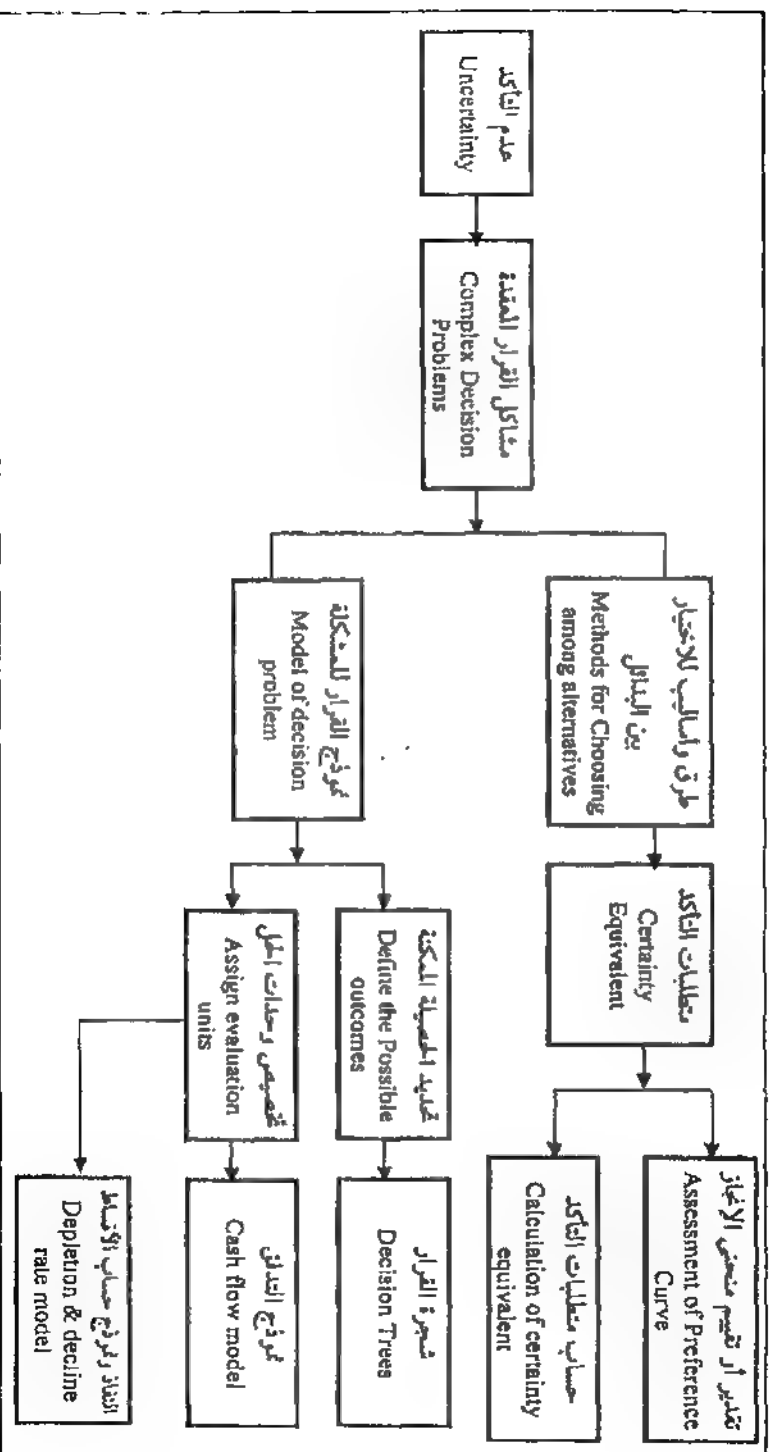 عدم التأكد
Uncertainty
مشاكل القرار المعقدة
Complex Decision
Problems
طرق وأساليب للاختيار
بين البدائل
Methods for Choosing
among alternatives
نموذج القرار للمشكلة
Model of decision
problem
متطلبات التأكد
Certainty
Equivalent
تحديد الحصيلة الممكنة
Define the Possible
outcomes
تخصيص وحدات الحل
Assign evaluation
units
تقدير أو تقييم منحنى الانجاز
Assessment of Preference
Curve
حساب متطلبات التأكد
Calculation of certainty
equivalent
شجرة القرار
Decision Trees
نموذج التدفق
Cash flow model
النفاذ ونموذج حساب الأقساط
Depletion & decline
rate model